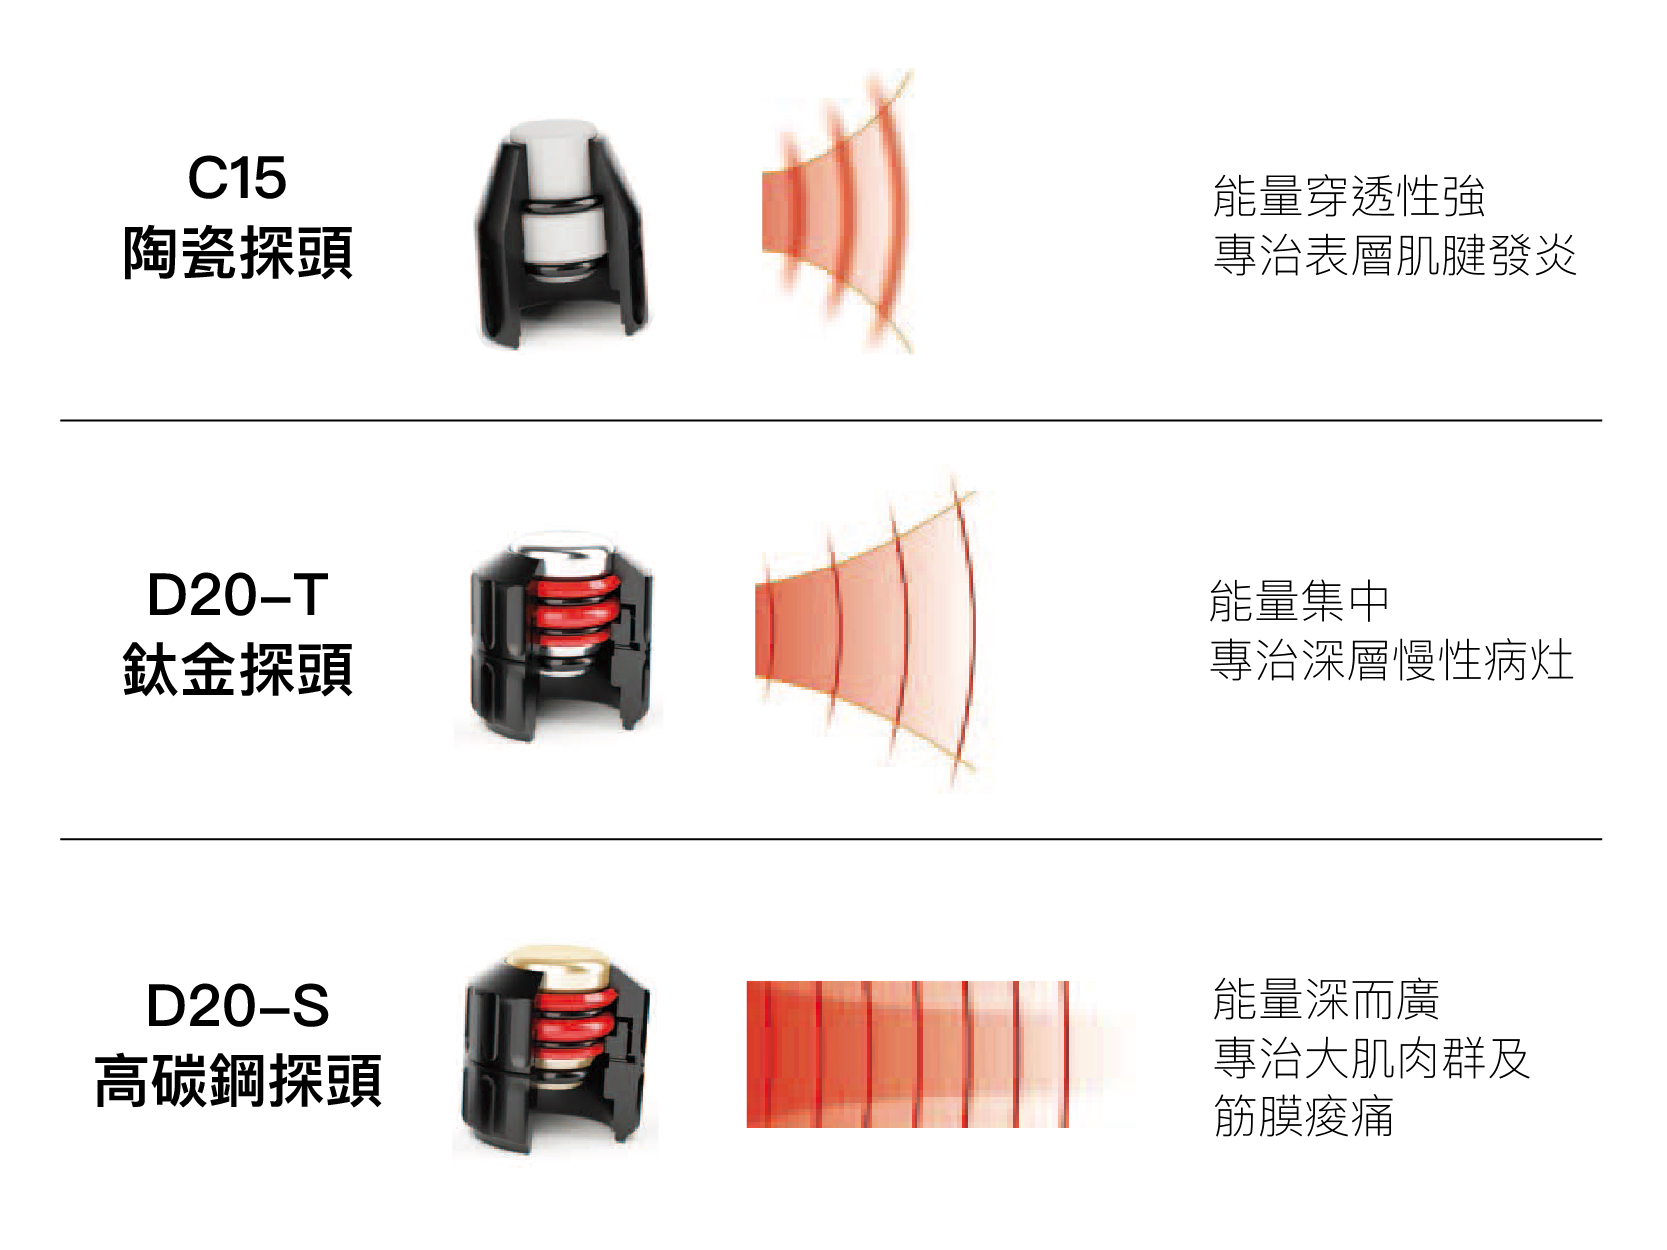 C15
陶瓷探頭
能量穿透性強
專治表層肌腱發炎
D20–T
鈦金探頭
能量集中
專治深層慢性病灶
D20–S
高碳鋼探頭
能量深而廣
專治大肌肉群及
筋膜痠痛